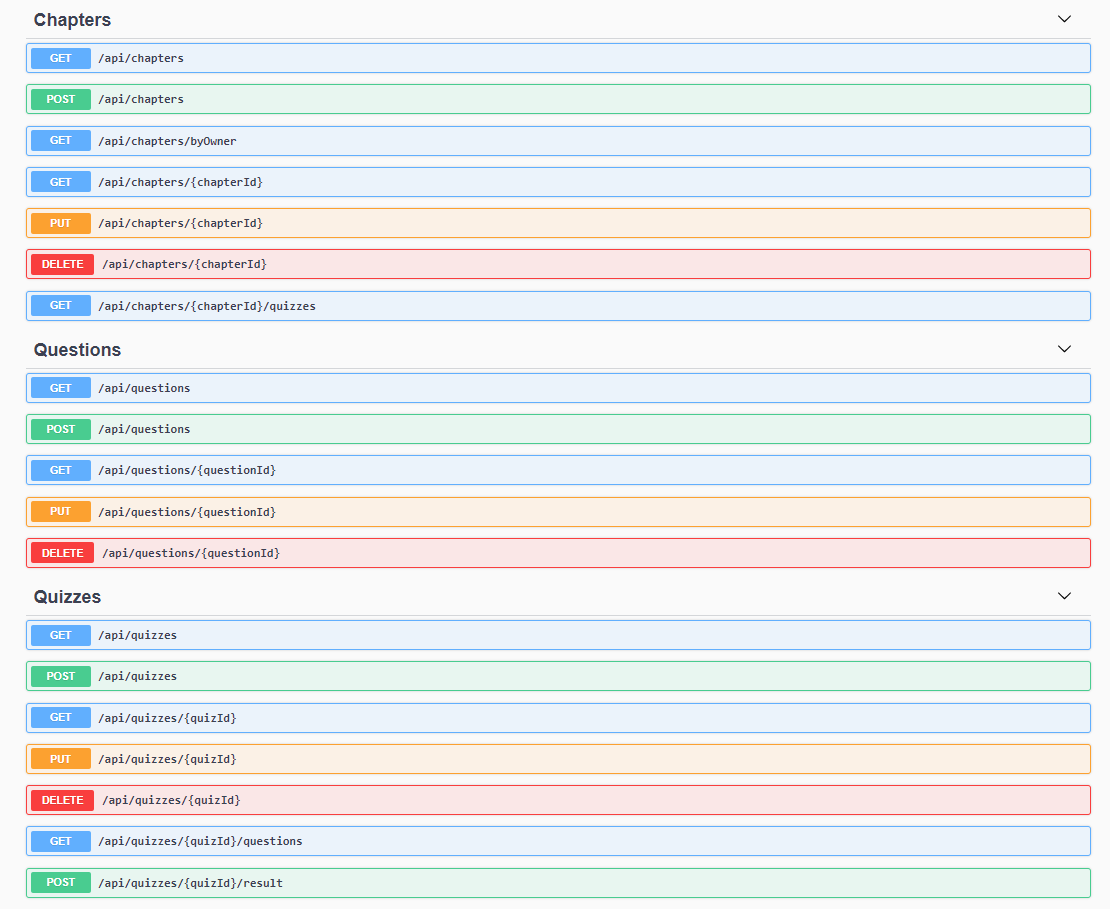 Chapters
GET /api/chapters
POST /api/chapters
GET /api/chapters/byOwner
GET /api/chapters/{chapterId}
PUT /api/chapters/{chapterId}
DELETE /api/chapters/{chapterId}
GET /api/chapters/{chapterId}/quizzes
Questions
GET /api/questions
POST /api/questions
GET /api/questions/{questionId}
PUT /api/questions/{questionId}
DELETE /api/questions/{questionId}
Quizzes
GET /api/quizzes
POST /api/quizzes
GET /api/quizzes/{quizId}
PUT /api/quizzes/{quizId}
DELETE /api/quizzes/{quizId}
GET /api/quizzes/{quizId}/questions
POST /api/quizzes/{quizId}/result